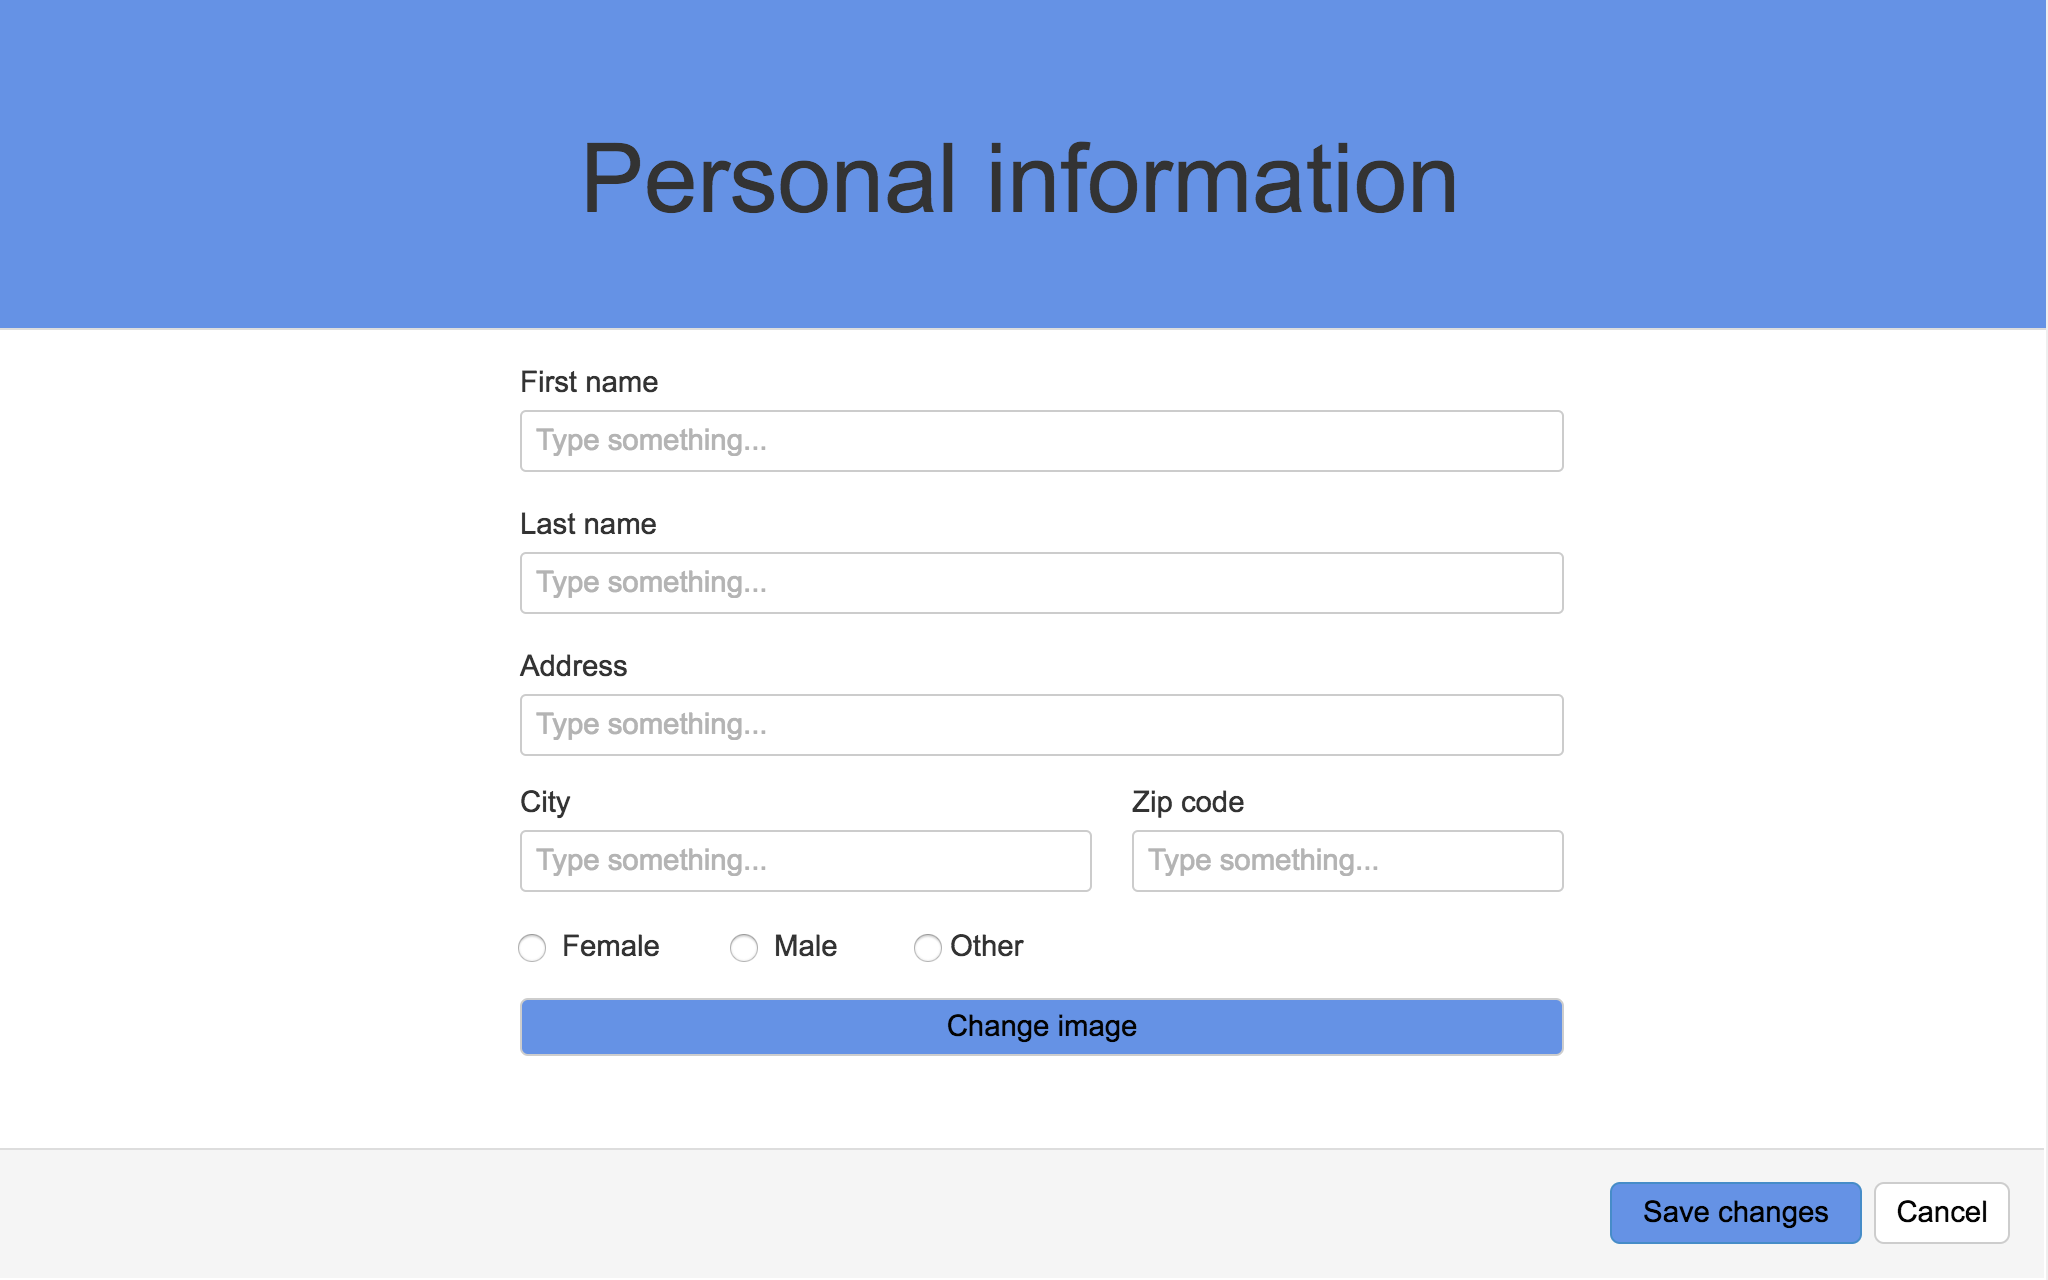 Personal information
First name
Type something...
Last name
Type something...
Address
Type something...
City Zip code
Type something... Type something...
Female Male Other
Change image
Save changes Cancel